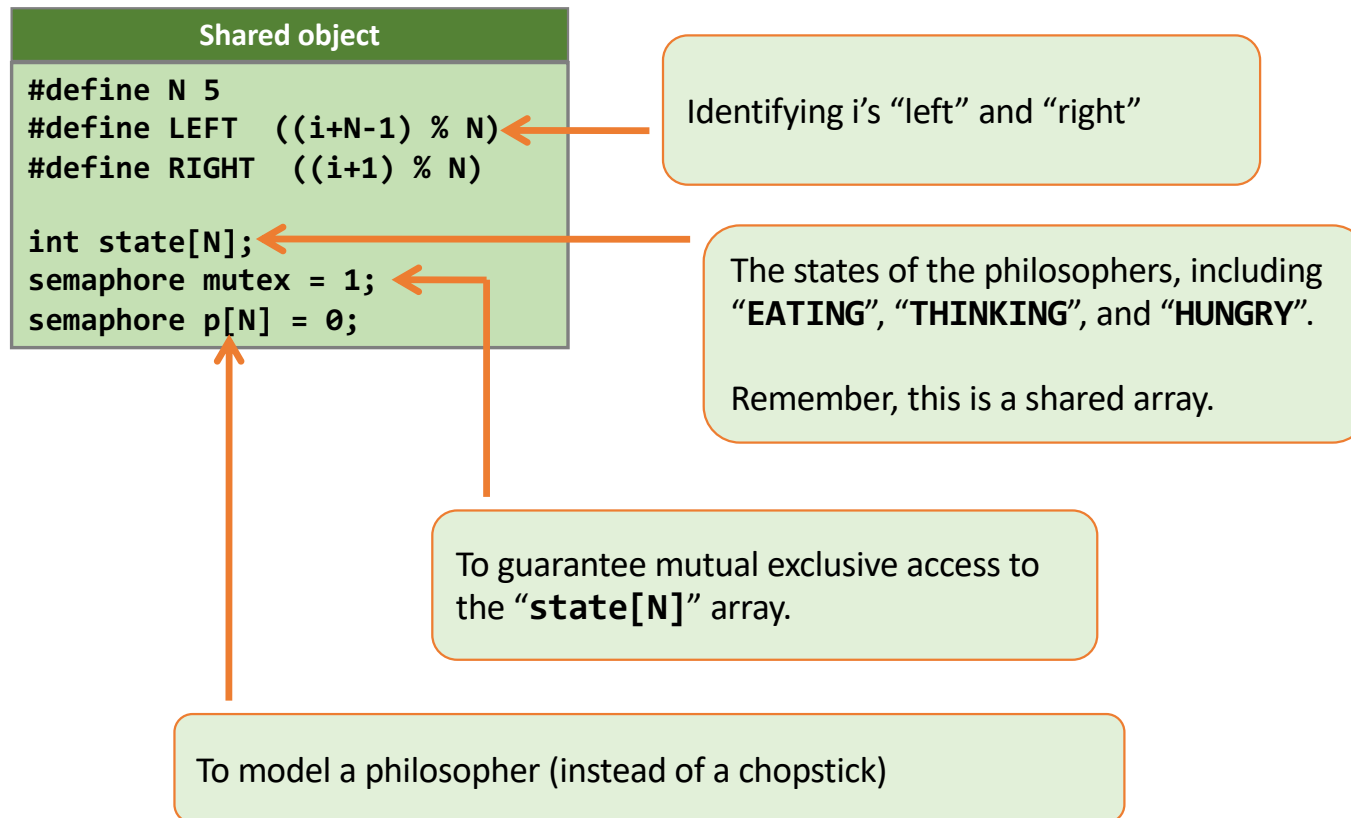 Shared object
#define N 5
#define LEFT ((i+N-1) % N)
#define RIGHT ((i+1) % N)
int state[N];
semaphore mutex = 1;
semaphore p[N] = 0;
Identifying i’s “left” and “right”
The states of the philosophers, including
“EATING”, “THINKING”, and “HUNGRY”.
Remember, this is a shared array.
To guarantee mutual exclusive access to
the “state[N]” array.
To model a philosopher (instead of a chopstick)